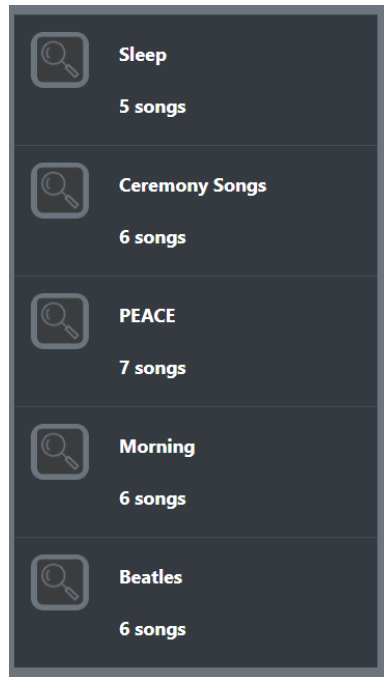 Sleep
5 songs
Ceremony Songs
6 songs
PEACE
7 songs
Morning
6 songs
Beatles
6 songs